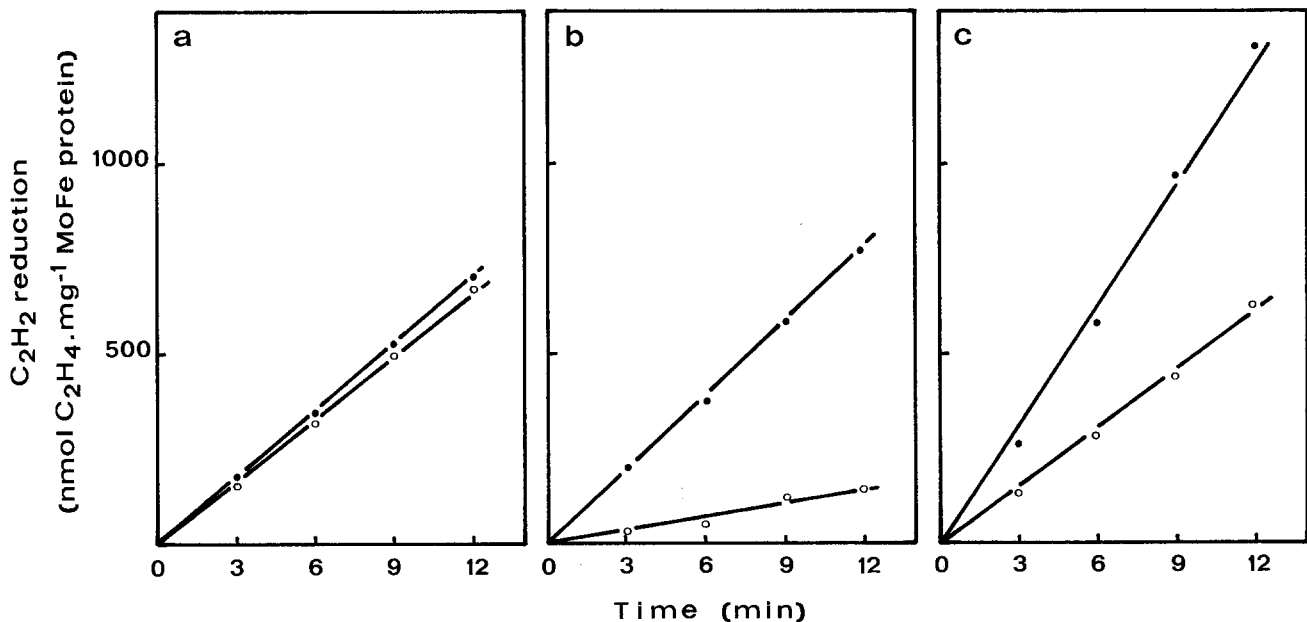 a
b
c
C₂H₂ reduction
(nmol C₂H₄.mg⁻¹ MoFe protein)
1000
500
0 3 6 9 12
0 3 6 9 12
0 3 6 9 12
Time (min)